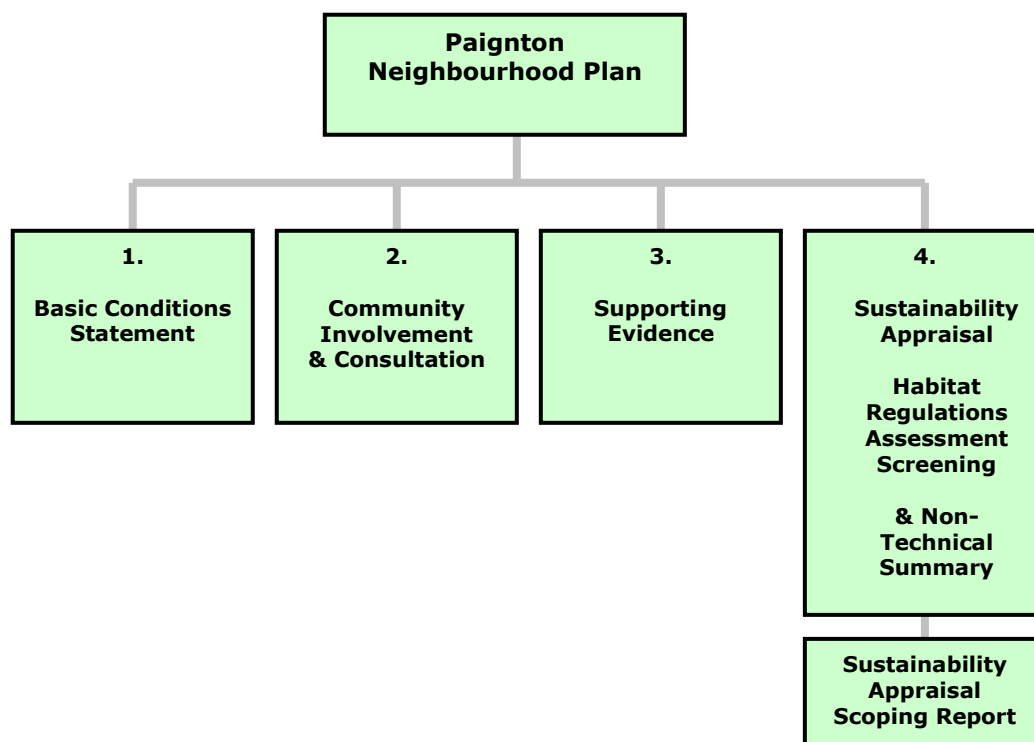 Paignton
Neighbourhood Plan
1.
Basic Conditions
Statement
2.
Community
Involvement
& Consultation
3.
Supporting
Evidence
4.
Sustainability
Appraisal
Habitat
Regulations
Assessment
Screening
& Non-
Technical
Summary
Sustainability
Appraisal
Scoping Report